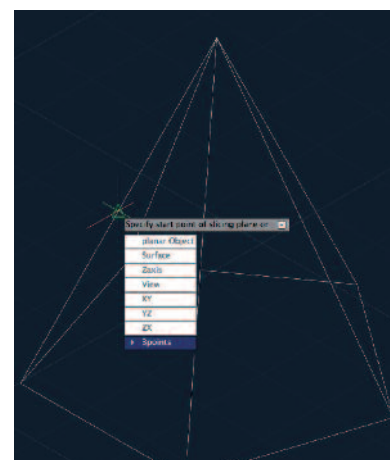 Specify start point of slicing plane or
planar Object
Surface
Zaxis
View
XY
YZ
ZX
3points